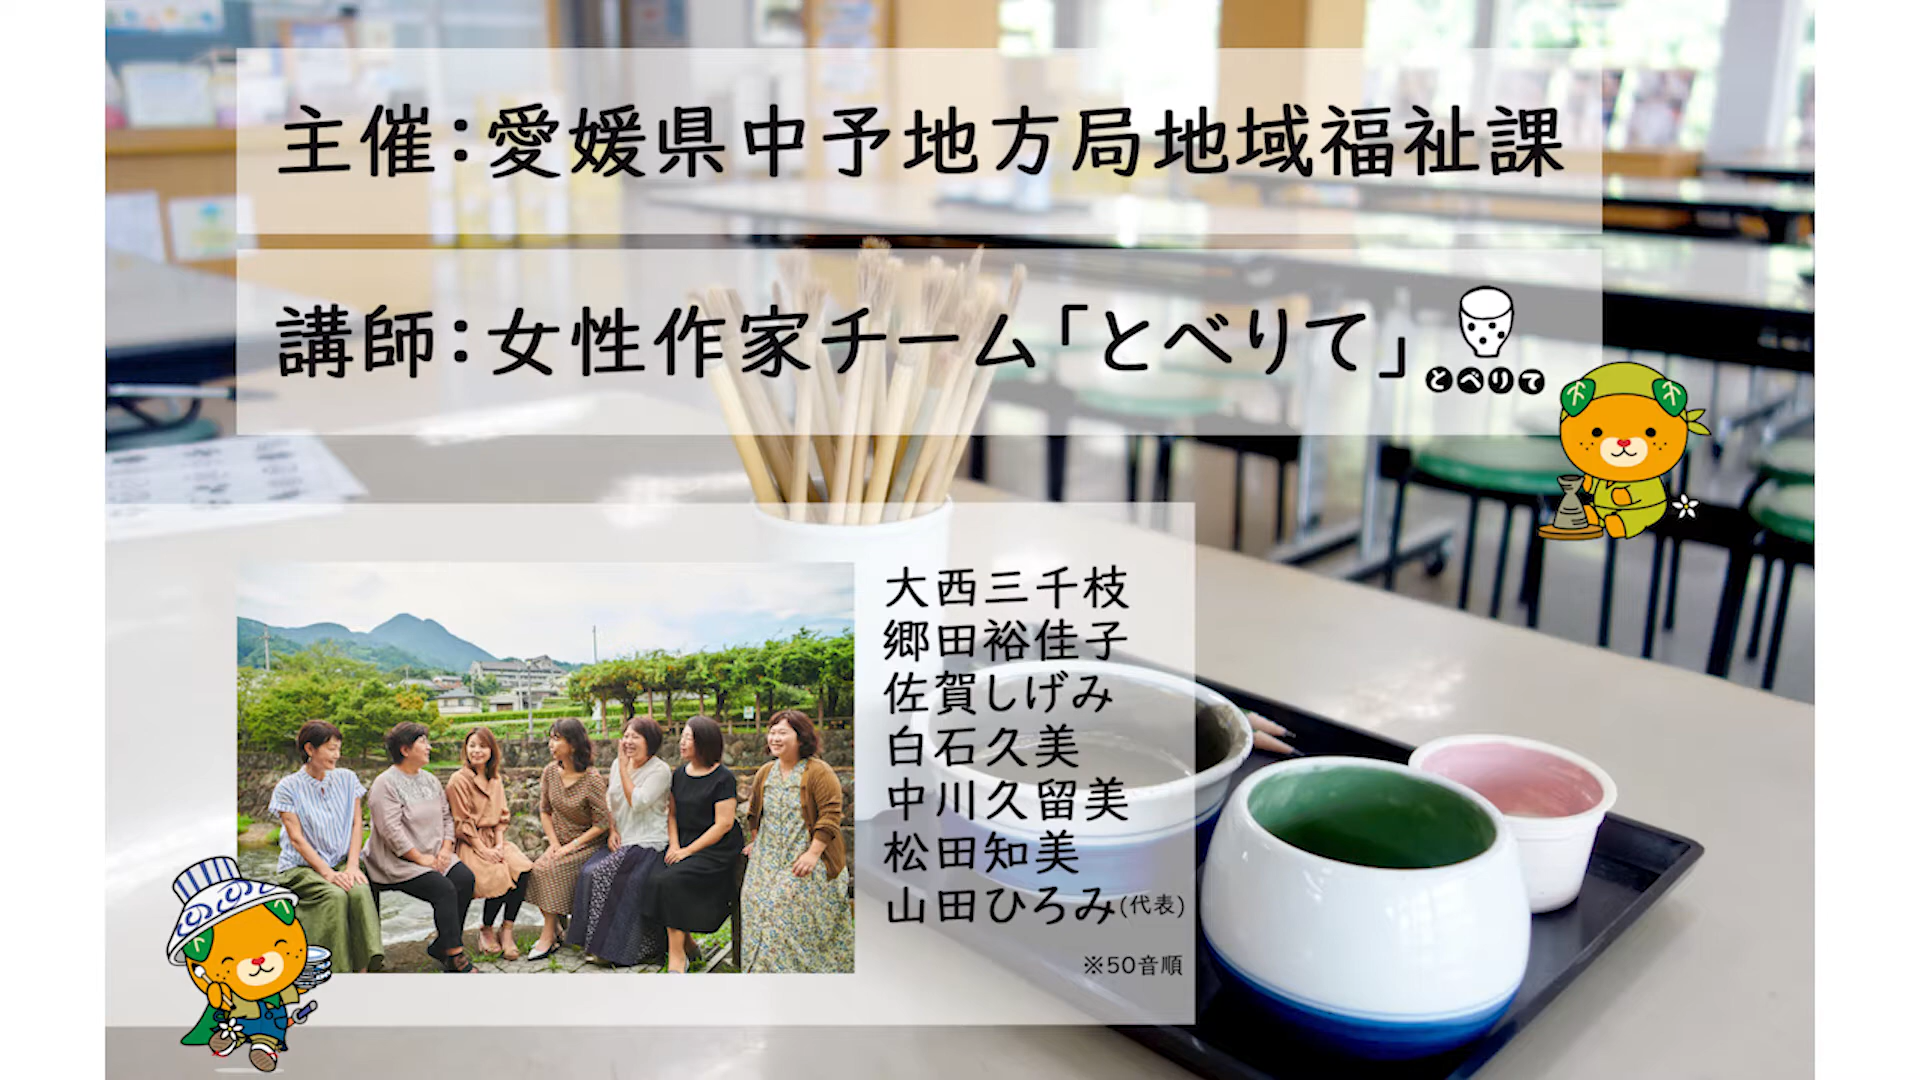 主催：愛媛県中予地方局地域福祉課
講師：女性作家チーム「とべりて」
とべりて
大西三千枝
郷田裕佳子
佐賀しげみ
白石久美
中川久留美
松田知美
山田ひろみ(代表)
※50音順